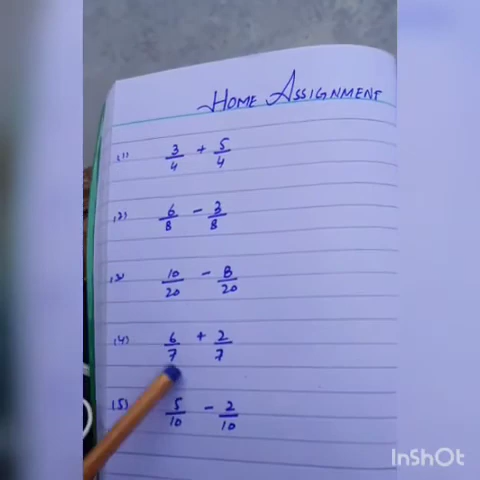 HOME ASSIGNMENT
(1) 3/4 + 5/4
(2) 6/8 - 3/8
(3) 10/20 - 8/20
(4) 6/7 + 2/7
(5) 5/10 - 2/10
InShOt